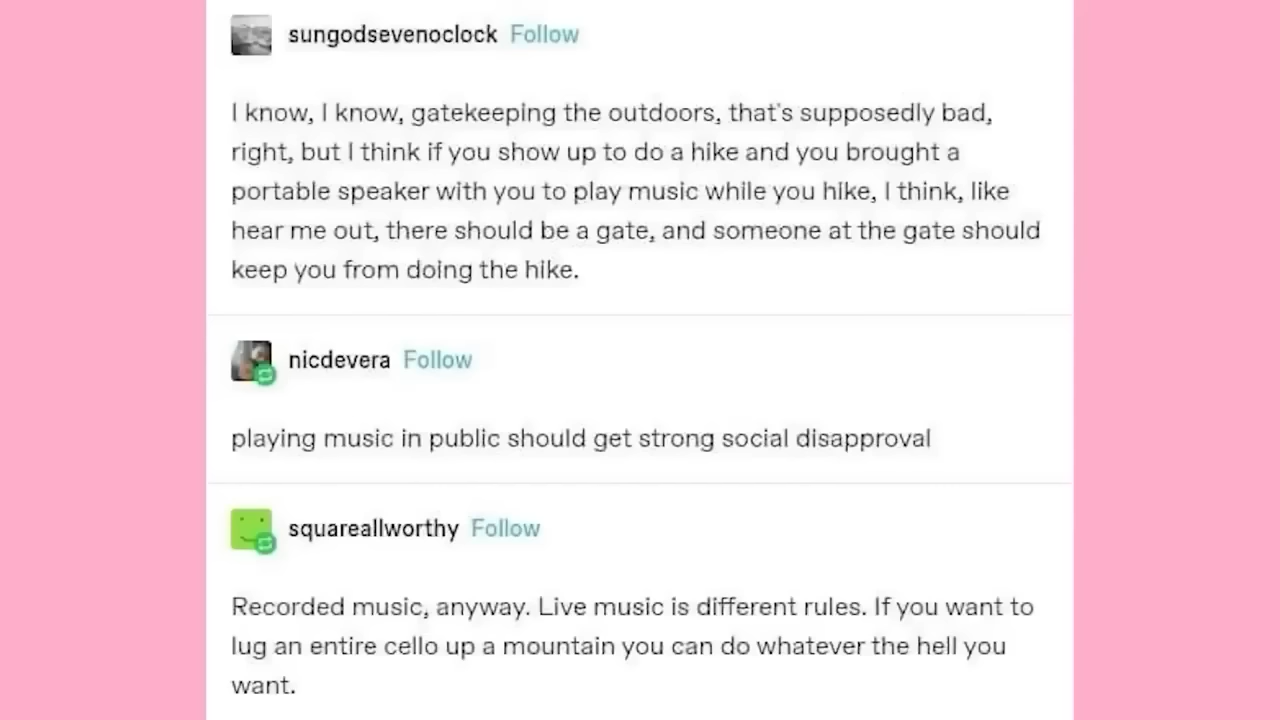 sungodsevenoclock Follow
I know, I know, gatekeeping the outdoors, that's supposedly bad,
right, but I think if you show up to do a hike and you brought a
portable speaker with you to play music while you hike, I think, like
hear me out, there should be a gate, and someone at the gate should
keep you from doing the hike.
nicdevera Follow
playing music in public should get strong social disapproval
squareallworthy Follow
Recorded music, anyway. Live music is different rules. If you want to
lug an entire cello up a mountain you can do whatever the hell you
want.